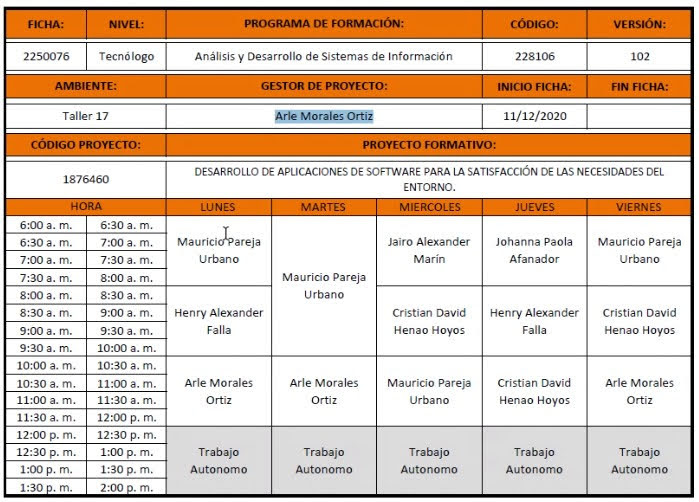 FICHA: NIVEL: PROGRAMA DE FORMACIÓN: CÓDIGO: VERSIÓN:
2250076 Tecnólogo Análisis y Desarrollo de Sistemas de Información 228106 102
AMBIENTE: GESTOR DE PROYECTO: INICIO FICHA: FIN FICHA:
Taller 17 Arle Morales Ortiz 11/12/2020
CÓDIGO PROYECTO: PROYECTO FORMATIVO:
1876460 DESARROLLO DE APLICACIONES DE SOFTWARE PARA LA SATISFACCIÓN DE LAS NECESIDADES DEL
ENTORNO.
HORA LUNES MARTES MIERCOLES JUEVES VIERNES
6:00 a. m. 6:30 a. m.
6:30 a. m. 7:00 a. m.
7:00 a. m. 7:30 a. m.
7:30 a. m. 8:00 a. m.
Mauricio Pareja
Urbano
Mauricio Pareja
Urbano
Jairo Alexander
Marín
Johanna Paola
Afanador
Mauricio Pareja
Urbano
8:00 a. m. 8:30 a. m.
8:30 a. m. 9:00 a. m.
9:00 a. m. 9:30 a. m.
9:30 a. m. 10:00 a. m.
Henry Alexander
Falla
Cristian David
Henao Hoyos
Henry Alexander
Falla
Cristian David
Henao Hoyos
10:00 a. m. 10:30 a. m.
10:30 a. m. 11:00 a. m.
11:00 a. m. 11:30 a. m.
11:30 a. m. 12:00 p. m.
Arle Morales
Ortiz
Arle Morales
Ortiz
Mauricio Pareja
Urbano
Cristian David
Henao Hoyos
Arle Morales
Ortiz
12:00 p. m. 12:30 p. m.
12:30 p. m. 1:00 p. m.
1:00 p. m. 1:30 p. m.
1:30 p. m. 2:00 p. m.
Trabajo
Autonomo
Trabajo
Autonomo
Trabajo
Autonomo
Trabajo
Autonomo
Trabajo
Autonomo